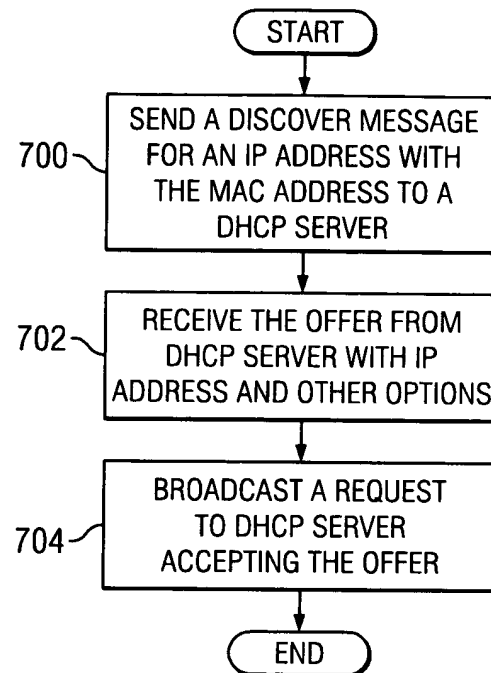 START
700
SEND A DISCOVER MESSAGE
FOR AN IP ADDRESS WITH
THE MAC ADDRESS TO A
DHCP SERVER
702
RECEIVE THE OFFER FROM
DHCP SERVER WITH IP
ADDRESS AND OTHER OPTIONS
704
BROADCAST A REQUEST
TO DHCP SERVER
ACCEPTING THE OFFER
END